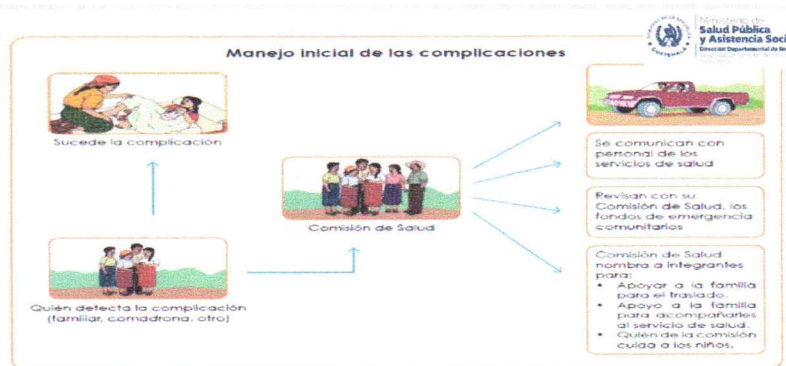 Ministerio de
Salud Pública
y Asistencia Soci
GUATEMALA
Manejo inicial de las complicaciones
Sucede la complicación
Quién detecta la complicación
(familiar, comadrona, otro)
Comisión de Salud
Se comunican con
personal de los
servicios de salud
Revisan con su
Comisión de Salud, los
fondos de emergencia
comunitarios
Comisión de Salud
nombra a integrantes
para:
• Apoyar a la familia
para el traslado.
• Apoyo a la familia
para acompañarles
al servicio de salud.
• Quién de la comisión
cuida a los niños.